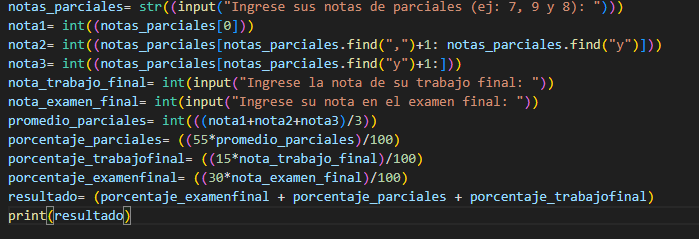 notas_parciales= str((input("Ingrese sus notas de parciales (ej: 7, 9 y 8): ")))
nota1= int((notas_parciales[0]))
nota2= int((notas_parciales[notas_parciales.find(",")+1: notas_parciales.find("y")]))
nota3= int((notas_parciales[notas_parciales.find("y")+1:]))
nota_trabajo_final= int(input("Ingrese la nota de su trabajo final: "))
nota_examen_final= int(input("Ingrese su nota en el examen final: "))
promedio_parciales= int(((nota1+nota2+nota3)/3))
porcentaje_parciales= ((55*promedio_parciales)/100)
porcentaje_trabajofinal= ((15*nota_trabajo_final)/100)
porcentaje_examenfinal= ((30*nota_examen_final)/100)
resultado= (porcentaje_examenfinal + porcentaje_parciales + porcentaje_trabajofinal)
print(resultado)